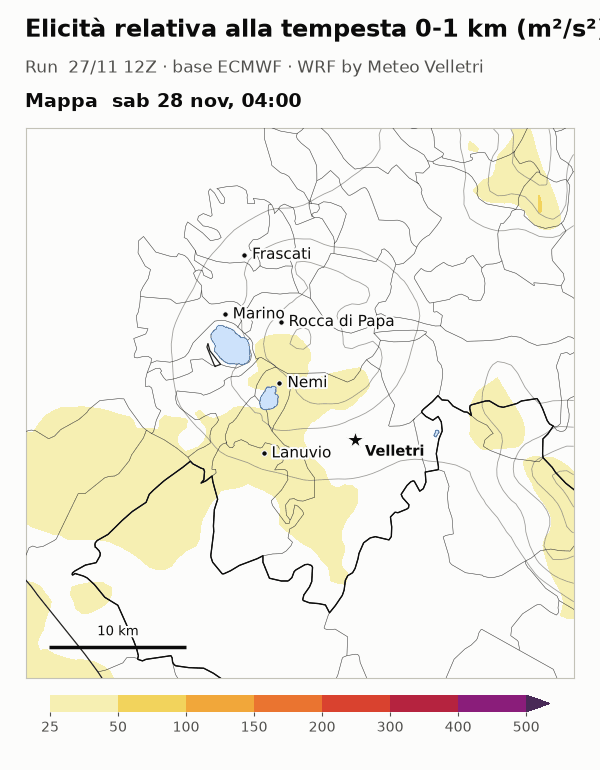 Elicità relativa alla tempesta 0-1 km (m²/s²)
Run  27/11 12Z · base ECMWF · WRF by Meteo Velletri
Mappa  sab 28 nov, 04:00
Frascati
Marino
Rocca di Papa
Nemi
Velletri
Lanuvio
10 km
25 50 100 150 200 300 400 500